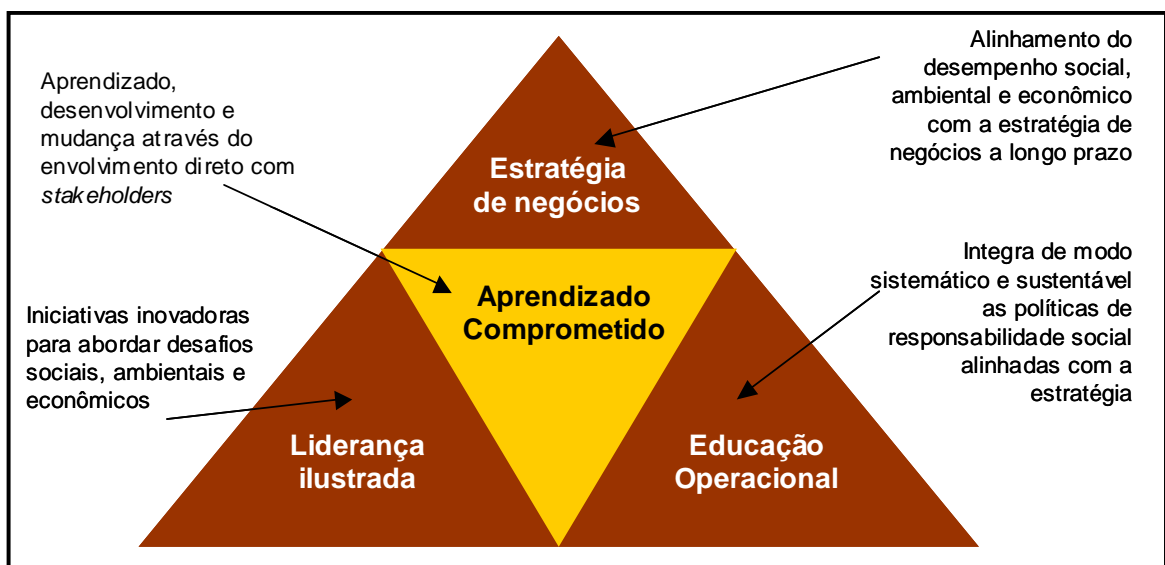 Aprendizado,
desenvolvimento e
mudança através do
envolvimento direto com
stakeholders
Alinhamento do
desempenho social,
ambiental e econômico
com a estratégia de
negócios a longo prazo
Estratégia
de negócios
Iniciativas inovadoras
para abordar desafios
sociais, ambientais e
econômicos
Aprendizado
Comprometido
Integra de modo
sistemático e sustentável
as políticas de
responsabilidade social
alinhadas com a
estratégia
Liderança
ilustrada
Educação
Operacional